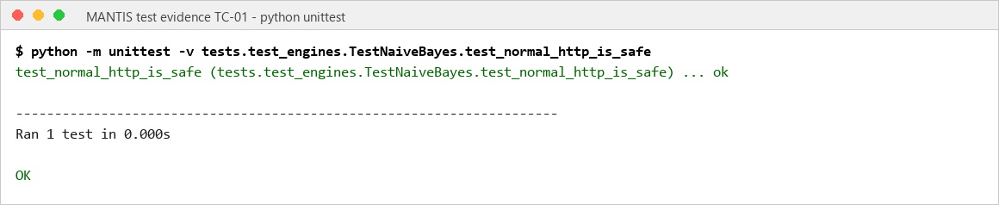 MANTIS test evidence TC-01 - python unittest
$ python -m unittest -v tests.test_engines.TestNaiveBayes.test_normal_http_is_safe
test_normal_http_is_safe (tests.test_engines.TestNaiveBayes.test_normal_http_is_safe) ... ok
----------------------------------------------------------------------
Ran 1 test in 0.000s
OK